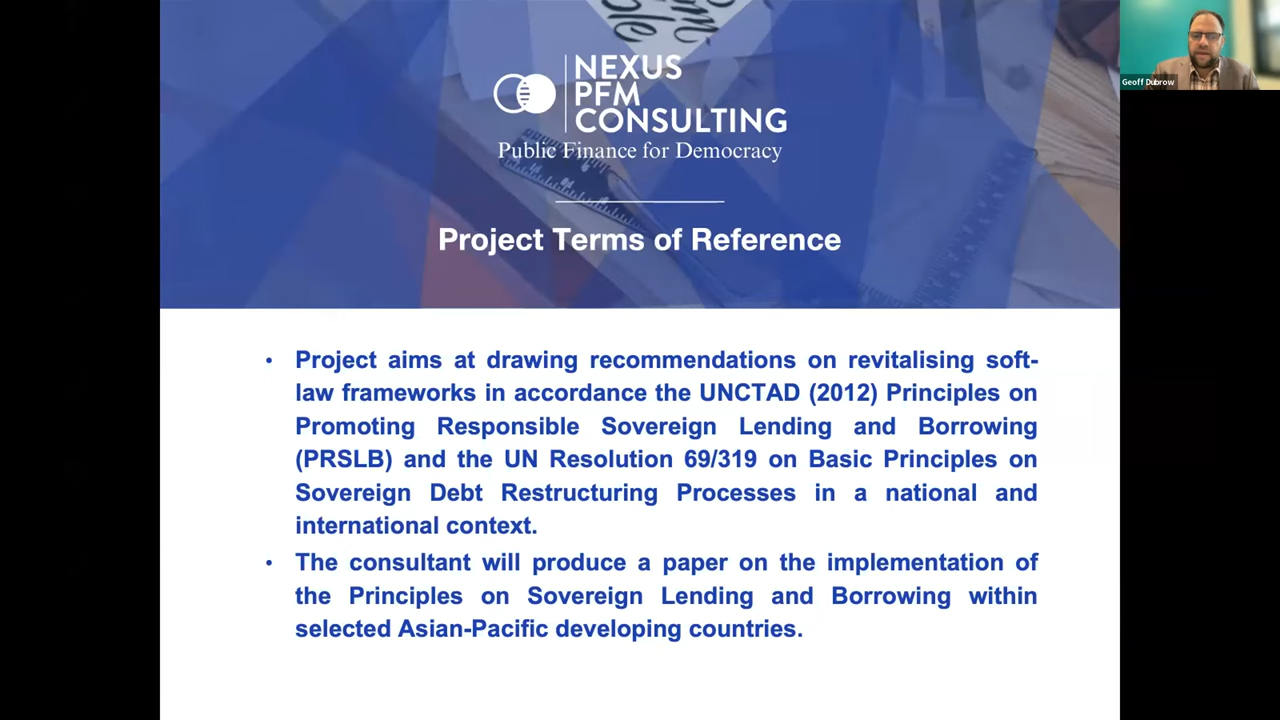 NEXUS
PFM
CONSULTING
Public Finance for Democracy
Project Terms of Reference
Geoff Dubrow
• Project aims at drawing recommendations on revitalising soft-
law frameworks in accordance the UNCTAD (2012) Principles on
Promoting Responsible Sovereign Lending and Borrowing
(PRSLB) and the UN Resolution 69/319 on Basic Principles on
Sovereign Debt Restructuring Processes in a national and
international context.
• The consultant will produce a paper on the implementation of
the Principles on Sovereign Lending and Borrowing within
selected Asian-Pacific developing countries.